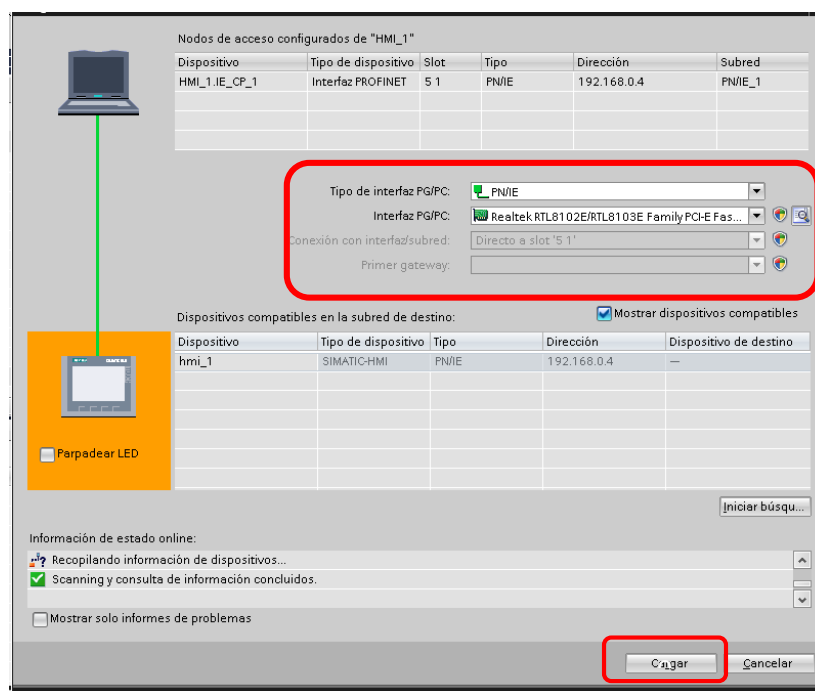 Nodos de acceso configurados de "HMI_1"
Dispositivo Tipo de dispositivo Slot Tipo Dirección Subred
HMI_1.IE_CP_1 Interfaz PROFINET 5 1 PN/IE 192.168.0.4 PN/IE_1
Tipo de interfaz PG/PC: PN/IE
Interfaz PG/PC: Realtek RTL8102E/RTL8103E Family PCI-E Fas...
Conexión con interfaz/subred: Directo a slot '5 1'
Primer gateway:
Dispositivos compatibles en la subred de destino: Mostrar dispositivos compatibles
Dispositivo Tipo de dispositivo Tipo Dirección Dispositivo de destino
hmi_1 SIMATIC-HMI PN/IE 192.168.0.4 —
Parpadear LED
Iniciar búsqu...
Información de estado online:
Recopilando información de dispositivos...
Scanning y consulta de información concluidos.
Mostrar solo informes de problemas
Cargar Cancelar